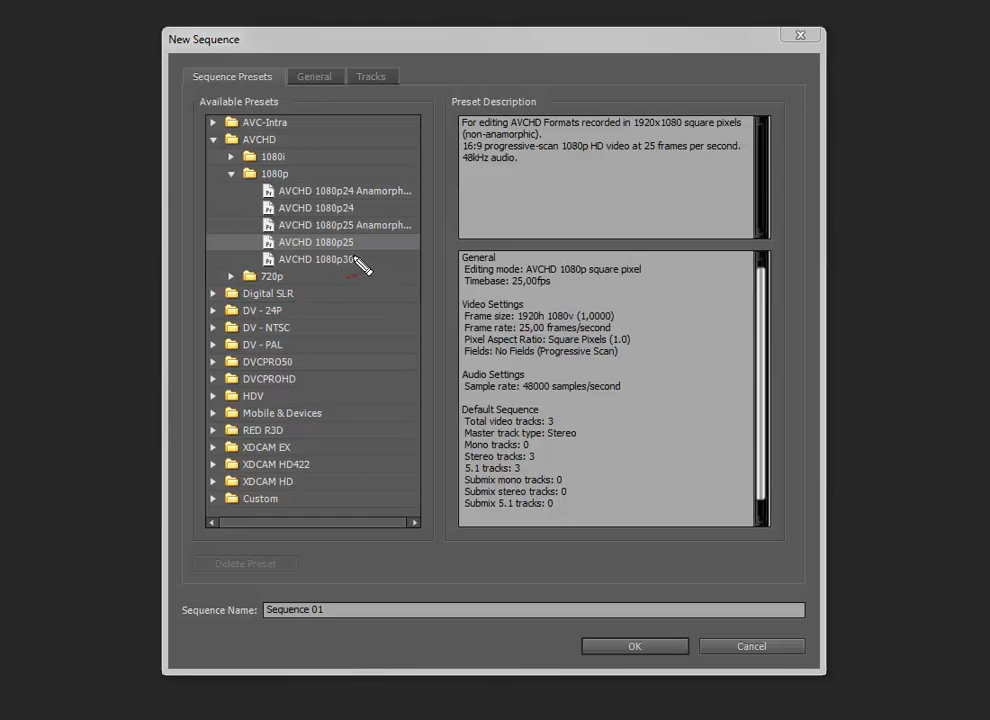 New Sequence
Sequence Presets
General
Tracks
Available Presets
AVC-Intra
AVCHD
1080i
1080p
AVCHD 1080p24 Anamorph...
AVCHD 1080p24
AVCHD 1080p25 Anamorph...
AVCHD 1080p25
AVCHD 1080p30
720p
Digital SLR
DV - 24P
DV - NTSC
DV - PAL
DVCPRO50
DVCPROHD
HDV
Mobile & Devices
RED R3D
XDCAM EX
XDCAM HD422
XDCAM HD
Custom
Delete Preset
Preset Description
For editing AVCHD Formats recorded in 1920x1080 square pixels
(non-anamorphic).
16:9 progressive-scan 1080p HD video at 25 frames per second.
48kHz audio.
General
Editing mode: AVCHD 1080p square pixel
Timebase: 25,00fps
Video Settings
Frame size: 1920h 1080v (1,0000)
Frame rate: 25,00 frames/second
Pixel Aspect Ratio: Square Pixels (1.0)
Fields: No Fields (Progressive Scan)
Audio Settings
Sample rate: 48000 samples/second
Default Sequence
Total video tracks: 3
Master track type: Stereo
Mono tracks: 0
Stereo tracks: 3
5.1 tracks: 3
Submix mono tracks: 0
Submix stereo tracks: 0
Submix 5.1 tracks: 0
Sequence Name: Sequence 01
OK
Cancel